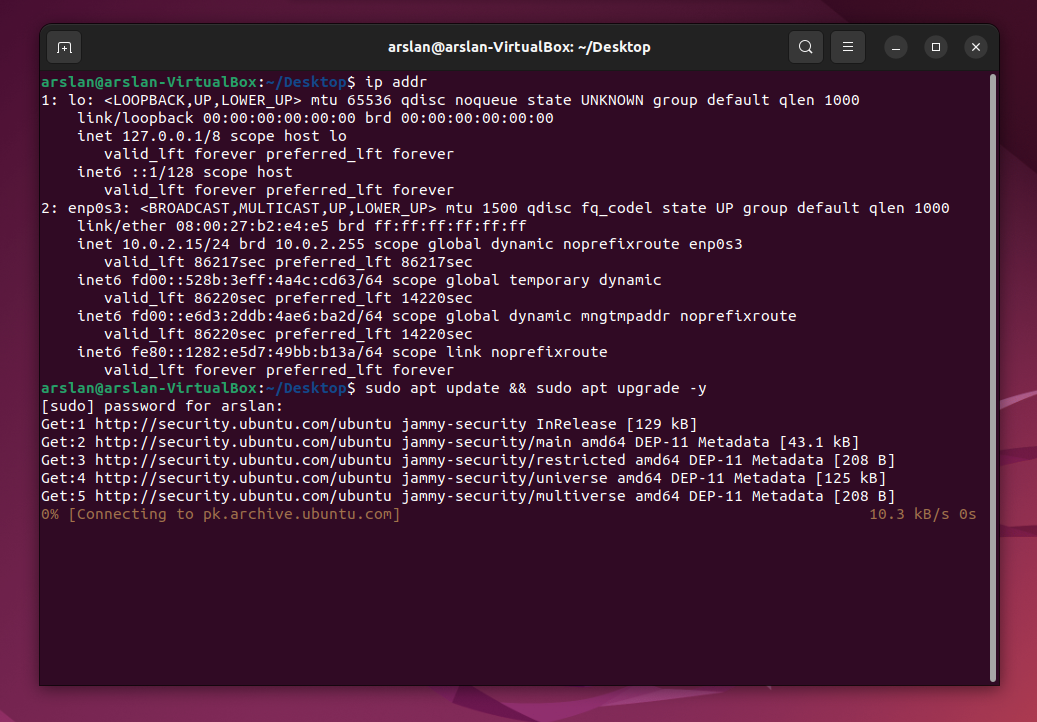 arslan@arslan-VirtualBox: ~/Desktop
arslan@arslan-VirtualBox:~/Desktop$ ip addr
1: lo: <LOOPBACK,UP,LOWER_UP> mtu 65536 qdisc noqueue state UNKNOWN group default qlen 1000
    link/loopback 00:00:00:00:00:00 brd 00:00:00:00:00:00
    inet 127.0.0.1/8 scope host lo
       valid_lft forever preferred_lft forever
    inet6 ::1/128 scope host
       valid_lft forever preferred_lft forever
2: enp0s3: <BROADCAST,MULTICAST,UP,LOWER_UP> mtu 1500 qdisc fq_codel state UP group default qlen 1000
    link/ether 08:00:27:b2:e4:e5 brd ff:ff:ff:ff:ff:ff
    inet 10.0.2.15/24 brd 10.0.2.255 scope global dynamic noprefixroute enp0s3
       valid_lft 86217sec preferred_lft 86217sec
    inet6 fd00::528b:3eff:4a4c:cd63/64 scope global temporary dynamic
       valid_lft 86220sec preferred_lft 14220sec
    inet6 fd00::e6d3:2ddb:4ae6:ba2d/64 scope global dynamic mngtmpaddr noprefixroute
       valid_lft 86220sec preferred_lft 14220sec
    inet6 fe80::1282:e5d7:49bb:b13a/64 scope link noprefixroute
       valid_lft forever preferred_lft forever
arslan@arslan-VirtualBox:~/Desktop$ sudo apt update && sudo apt upgrade -y
[sudo] password for arslan:
Get:1 http://security.ubuntu.com/ubuntu jammy-security InRelease [129 kB]
Get:2 http://security.ubuntu.com/ubuntu jammy-security/main amd64 DEP-11 Metadata [43.1 kB]
Get:3 http://security.ubuntu.com/ubuntu jammy-security/restricted amd64 DEP-11 Metadata [208 B]
Get:4 http://security.ubuntu.com/ubuntu jammy-security/universe amd64 DEP-11 Metadata [125 kB]
Get:5 http://security.ubuntu.com/ubuntu jammy-security/multiverse amd64 DEP-11 Metadata [208 B]
0% [Connecting to pk.archive.ubuntu.com] 10.3 kB/s 0s